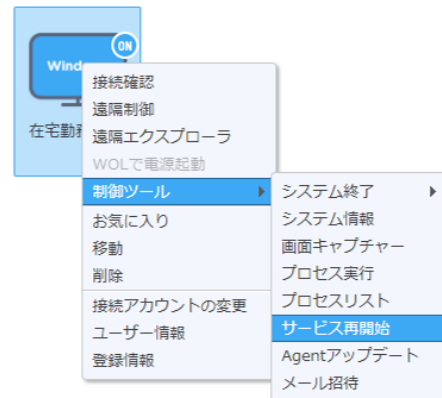 ON
Wind
在宅勤務
接続確認
遠隔制御
遠隔エクスプローラ
WOLで電源起動
制御ツール
お気に入り
移動
削除
接続アカウントの変更
ユーザー情報
登録情報
システム終了
システム情報
画面キャプチャー
プロセス実行
プロセスリスト
サービス再開始
Agentアップデート
メール招待